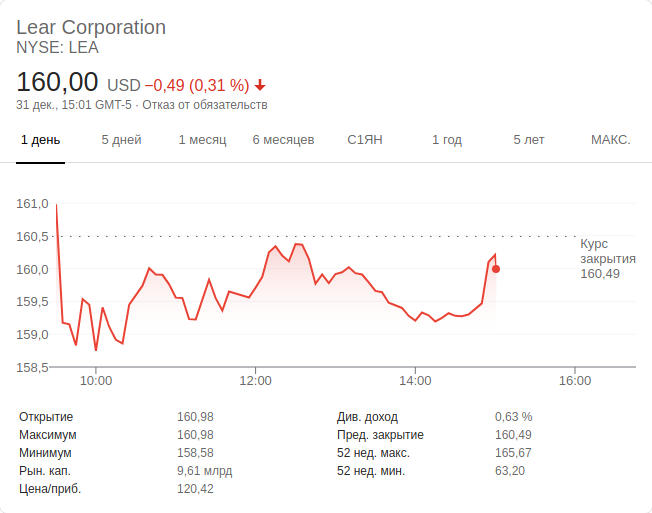 Lear Corporation
NYSE: LEA
160,00 USD −0,49 (0,31 %)
31 дек., 15:01 GMT-5 · Отказ от обязательств
1 день 5 дней 1 месяц 6 месяцев С1ЯН 1 год 5 лет МАКС.
161,0
160,5
160,0
159,5
159,0
158,5
Курс
закрытия
160,49
10:00 12:00 14:00 16:00
Открытие 160,98 Див. доход 0,63 %
Максимум 160,98 Пред. закрытие 160,49
Минимум 158,58 52 нед. макс. 165,67
Рын. кап. 9,61 млрд 52 нед. мин. 63,20
Цена/приб. 120,42